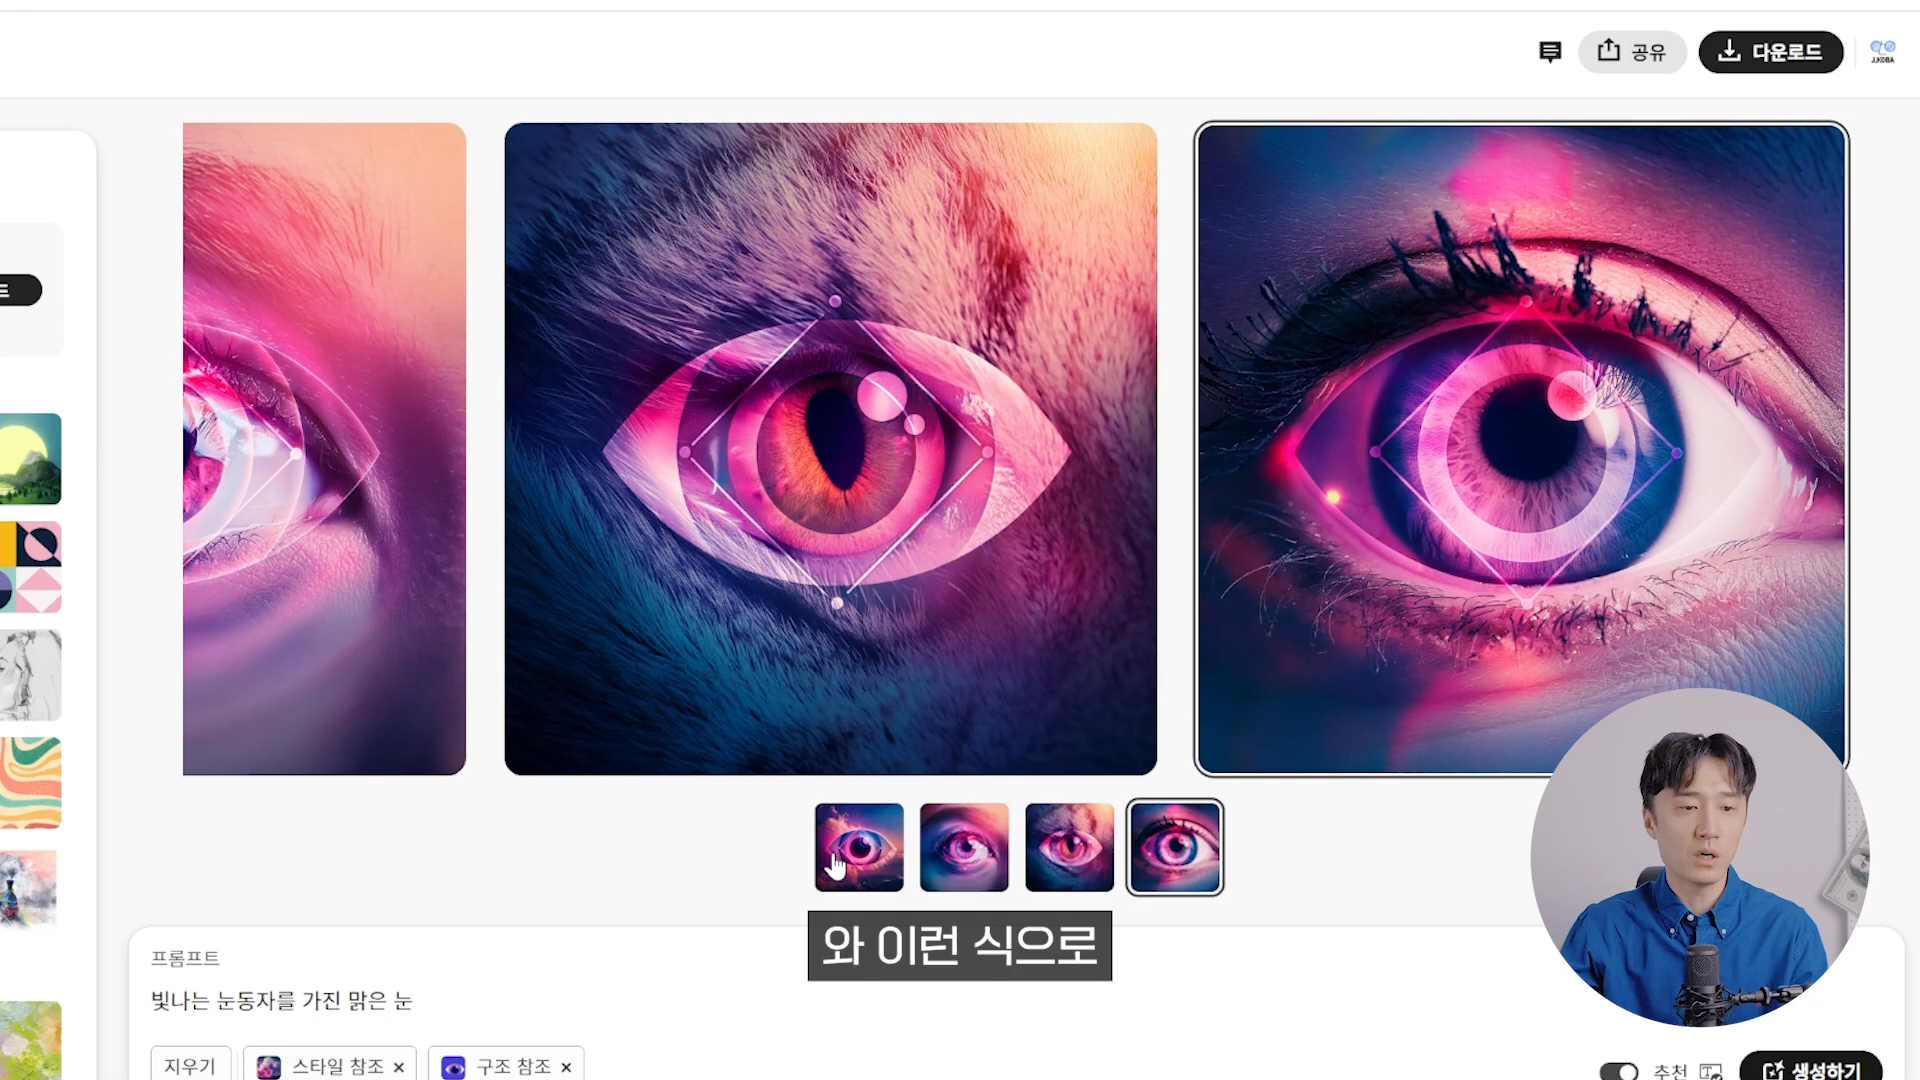 공유
다운로드
J.KOBA
트
와 이런 식으로
프롬프트
빛나는 눈동자를 가진 맑은 눈
지우기
스타일 참조
구조 참조
추천
생성하기